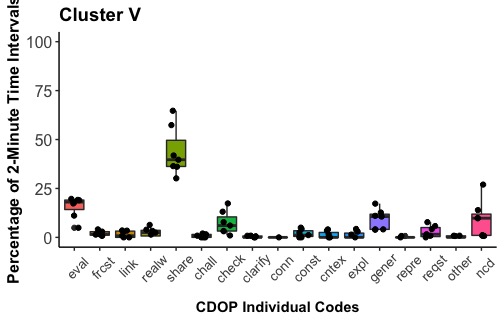 Cluster V
Percentage of 2-Minute Time Intervals
100
75
50
25
0
eval
frcst
link
realw
share
chall
check
clarify
conn
const
cntex
expl
gener
repre
reqst
other
ncd
CDOP Individual Codes